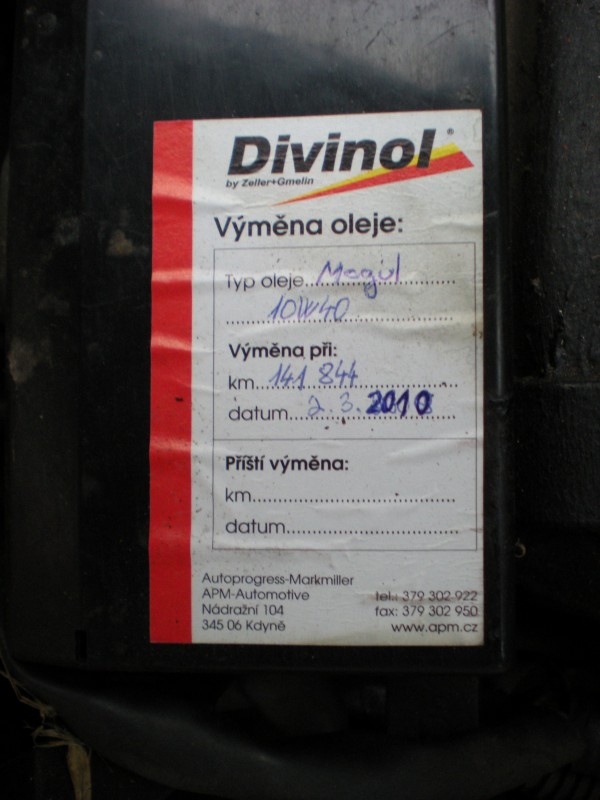 Divinol®
by Zeller+Gmelin
Výměna oleje:
Typ oleje...Mogul...............
...10W40...............
Výměna při:
km...141 844...............
datum...2.3.2010......
Příští výměna:
km...............................
datum..........................
Autoprogress-Markmiller
APM-Automotive
Nádražní 104
345 06 Kdyně
tel.: 379 302 922
fax: 379 302 950
www.apm.cz